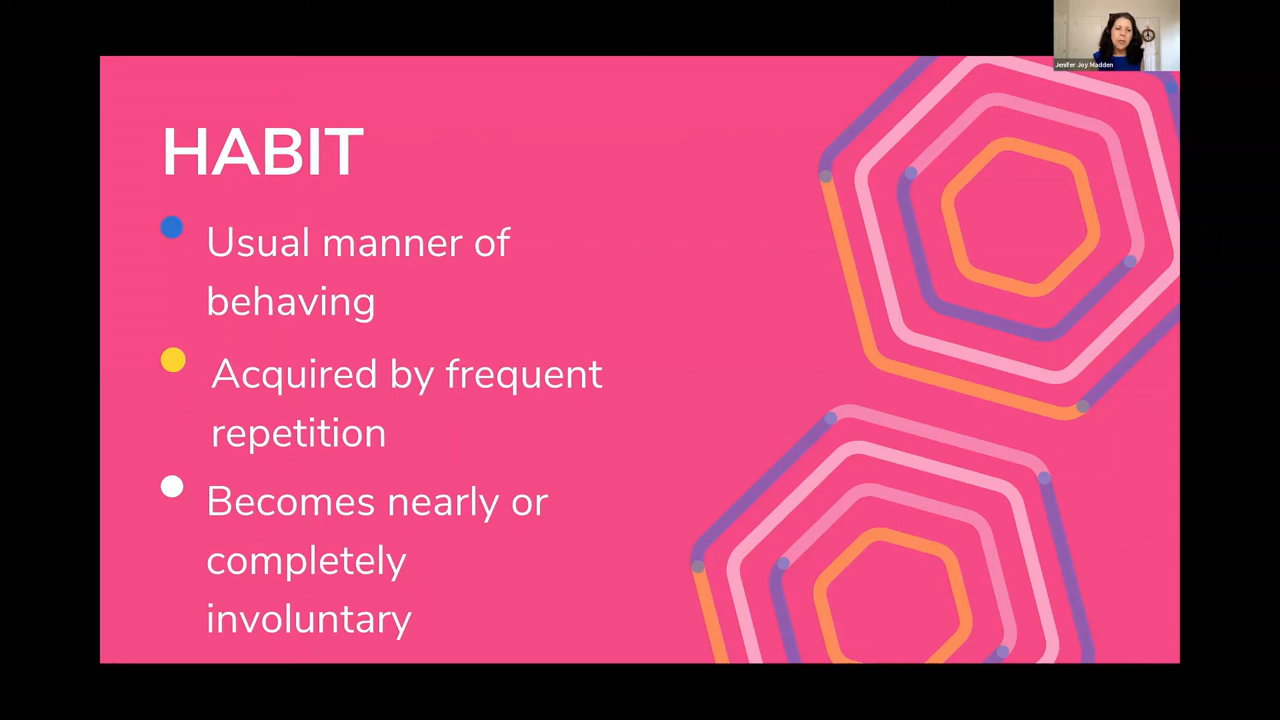 Jenifer Joy Madden
HABIT
Usual manner of
behaving
Acquired by frequent
repetition
Becomes nearly or
completely
involuntary